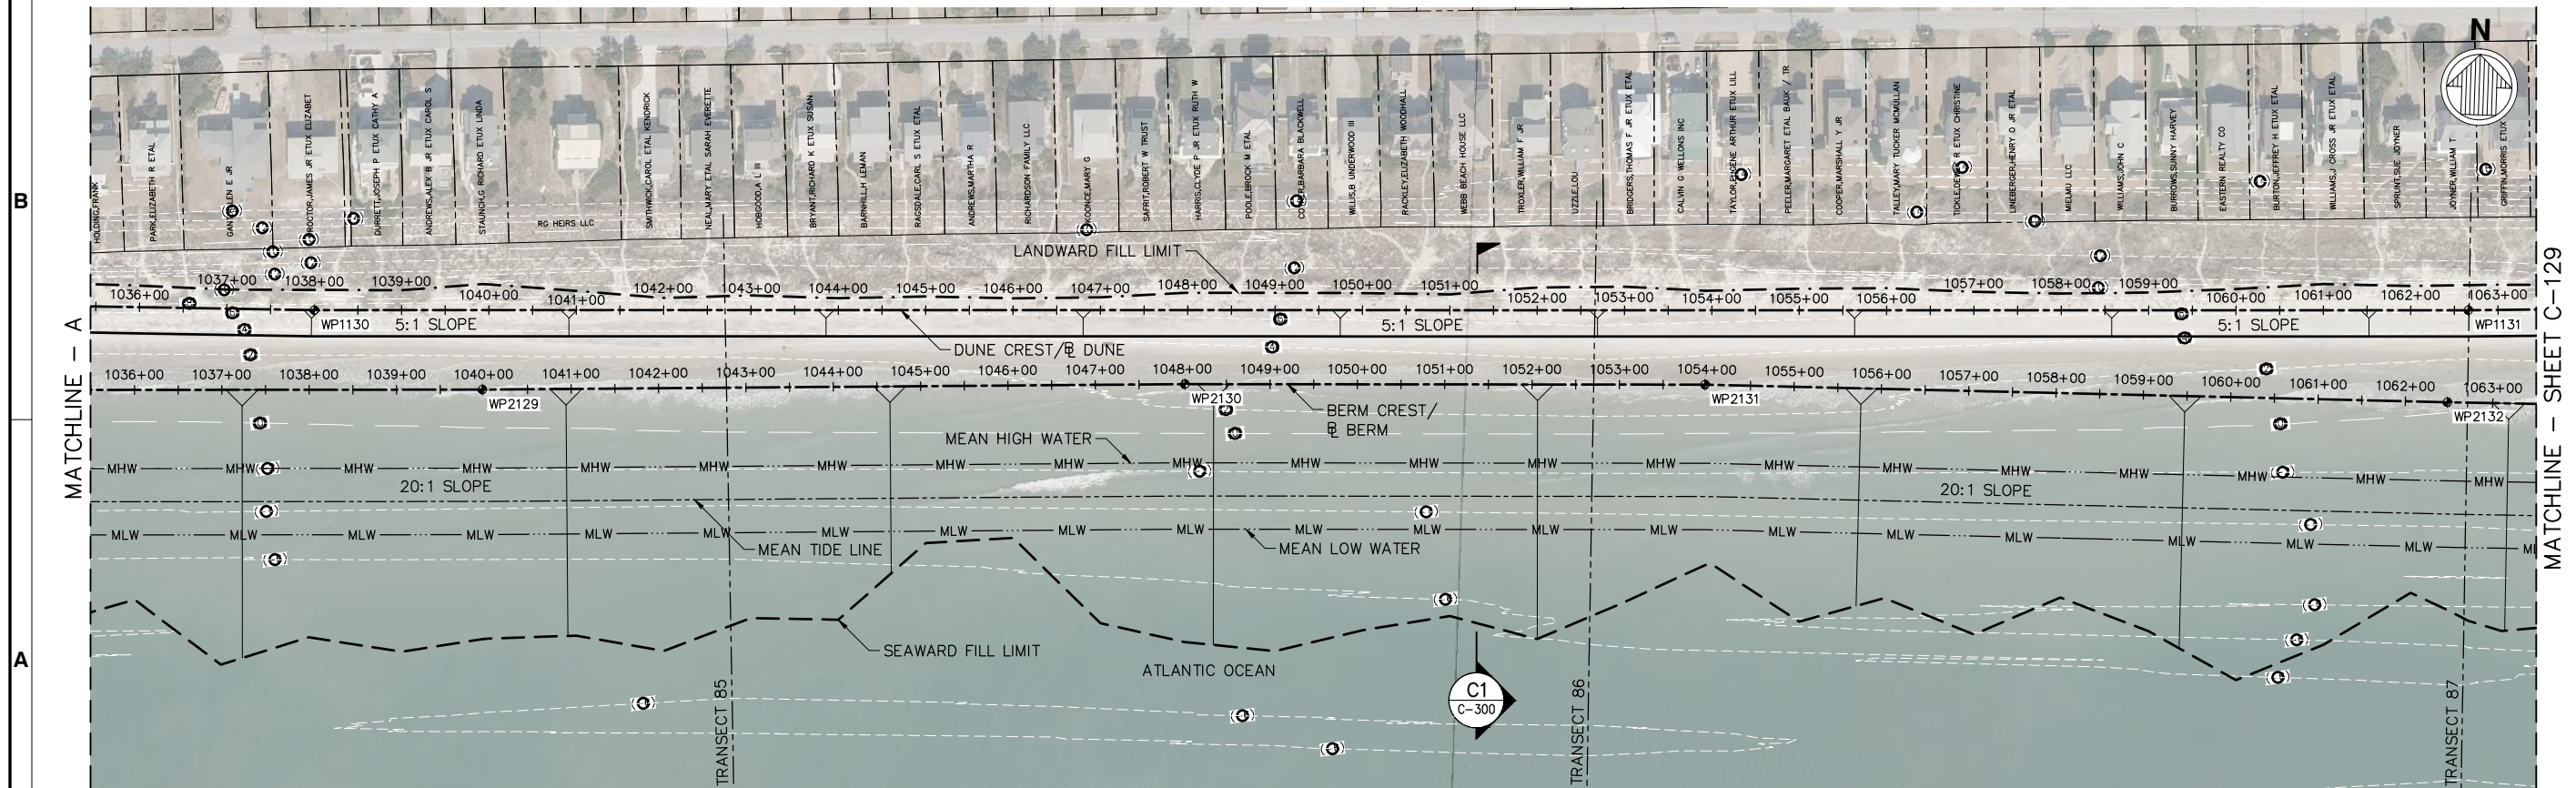 N
B
A
MATCHLINE – A
MATCHLINE – SHEET C–129
HOLDING,FRANK
PARK,ELIZABETH R ETAL
PROCTOR,JAMES JR ETUX ELIZABET
DURRETT,JOSEPH P ETUX CATHY A
ANDREWS,ALEX B JR ETUX CAROL S
STAUNCH,G RICHARD ETUX LINDA
RG HEIRS LLC
SMITHWICK,CAROL ETAL KENDRICK
NEAL,MARY ETAL SARAH EVERETTE
HOBGOOD,A L III
BRYANT,RICHARD K ETUX SUSAN
BARNHILL,H LEMAN
RAGSDALE,CARL S ETUX ETAL
ANDREWS,MARTHA R
RICHARDSON FAMILY LLC
KOONCE,MARY G
SAFRIT,ROBERT W TRUST
HARRIS,CLYDE P JR ETUX RUTH W
POOLE,BROCK M ETAL
BARBARA BLACKWELL
WILLIS,B UNDERWOOD III
RACKLEY,ELIZABETH WOODHALL
WEBB BEACH HOUSE LLC
TROXLER,WILLIAM F JR
UZZLE,LOU
BRIDGERS,THOMAS F JR ETUX ETAL
CALVIN G WELLONS INC
ARTHUR ETUX LILL
PEELER,MARGARET ETAL BAUK / TR
COOPER,MARSHALL Y JR
TALLEY,MARY TUCKER MCMULLAN
R ETUX CHRISTINE
LINEBERGER,HENRY O JR ETAL
MIELMU LLC
WILLIAMS,JOHN C
BURROWS,SUNNY HARVEY
EASTERN REALTY CO
BURTON,JEFFREY H ETUX ETAL
WILLIAMS,J CROSS JR ETUX ETAL
SPRUNT,SUE JOYNER
JOYNER,WILLIAM T
GRIFFIN,MORRIS ETUX
LANDWARD FILL LIMIT
1036+00 1037+00 1038+00 1039+00 1040+00 1041+00 1042+00 1043+00 1044+00 1045+00 1046+00 1047+00 1048+00 1049+00 1050+00 1051+00 1052+00 1053+00 1054+00 1055+00 1056+00 1057+00 1058+00 1059+00 1060+00 1061+00 1062+00 1063+00
WP1130 5:1 SLOPE 5:1 SLOPE 5:1 SLOPE WP1131
DUNE CREST/BL DUNE
1036+00 1037+00 1038+00 1039+00 1040+00 1041+00 1042+00 1043+00 1044+00 1045+00 1046+00 1047+00 1048+00 1049+00 1050+00 1051+00 1052+00 1053+00 1054+00 1055+00 1056+00 1057+00 1058+00 1059+00 1060+00 1061+00 1062+00 1063+00
WP2129 WP2130 WP2131 WP2132
BERM CREST/
BL BERM
MEAN HIGH WATER
MHW MHW MHW MHW MHW MHW MHW MHW MHW MHW MHW MHW MHW MHW MHW MHW MHW MHW MHW MHW MHW
20:1 SLOPE 20:1 SLOPE
MLW MLW MLW MLW MLW MLW MLW MLW MLW MLW MLW MLW MLW MLW MLW MLW MLW MLW MLW MLW
MEAN TIDE LINE
MEAN LOW WATER
SEAWARD FILL LIMIT
ATLANTIC OCEAN
C1
C–300
TRANSECT 85
TRANSECT 86
TRANSECT 87